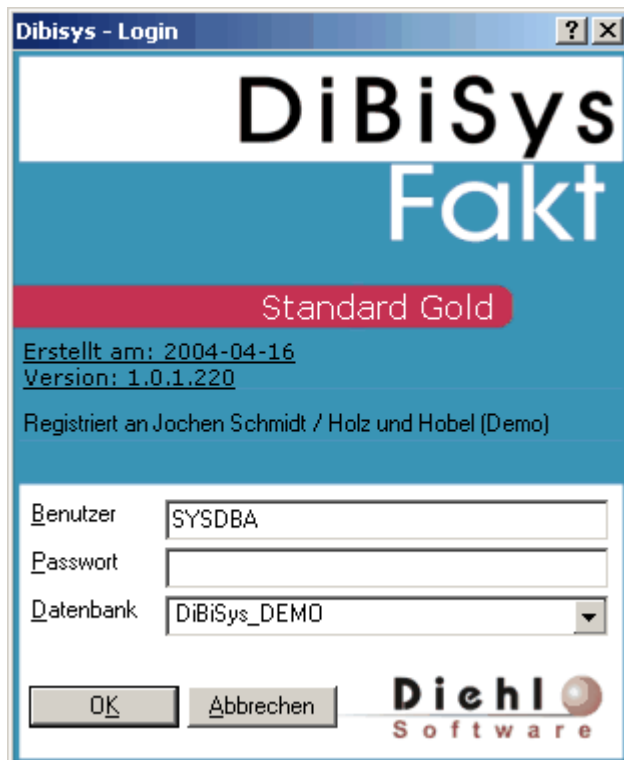 Dibisys - Login
DiBiSys
Fakt
Standard Gold
Erstellt am: 2004-04-16
Version: 1.0.1.220
Registriert an Jochen Schmidt / Holz und Hobel (Demo)
Benutzer SYSDBA
Passwort
Datenbank DiBiSys_DEMO
OK Abbrechen
Diehl
Software